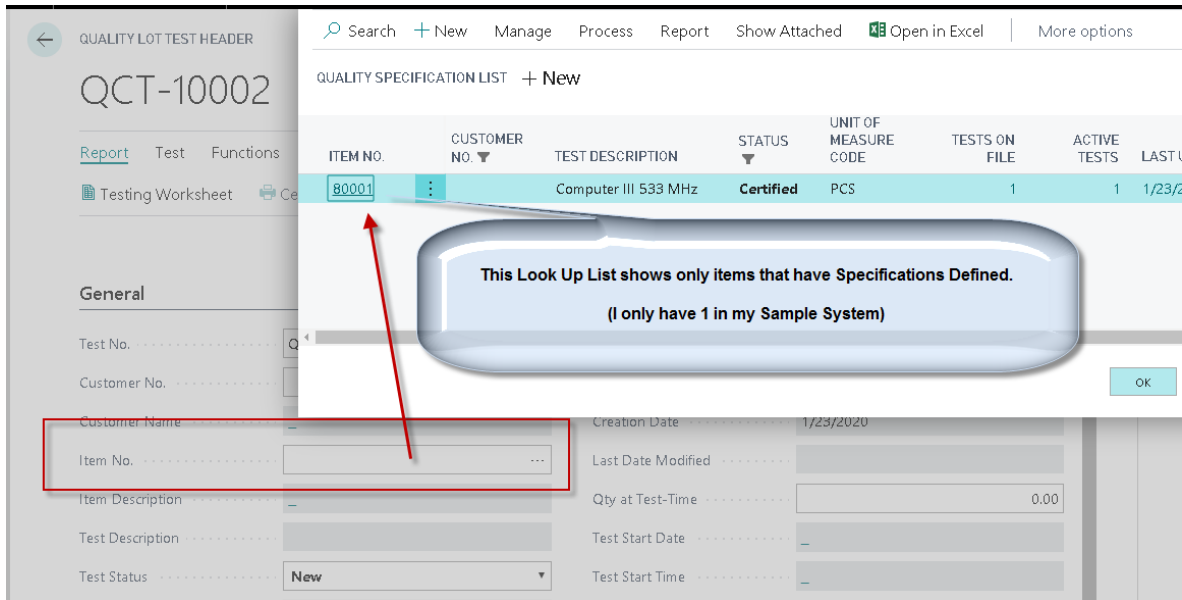 QUALITY LOT TEST HEADER
QCT-10002
Report Test Functions
Testing Worksheet
General
Test No.
Customer No.
Customer Name _
Item No. ...
Item Description _
Test Description
Test Status New
Search + New Manage Process Report Show Attached Open in Excel More options
QUALITY SPECIFICATION LIST + New
ITEM NO. CUSTOMER NO. TEST DESCRIPTION STATUS UNIT OF MEASURE CODE TESTS ON FILE ACTIVE TESTS LAST
80001 Computer III 533 MHz Certified PCS 1 1 1/23/2
This Look Up List shows only items that have Specifications Defined.
(I only have 1 in my Sample System)
OK
Creation Date 1/23/2020
Last Date Modified
Qty at Test-Time 0.00
Test Start Date _
Test Start Time _